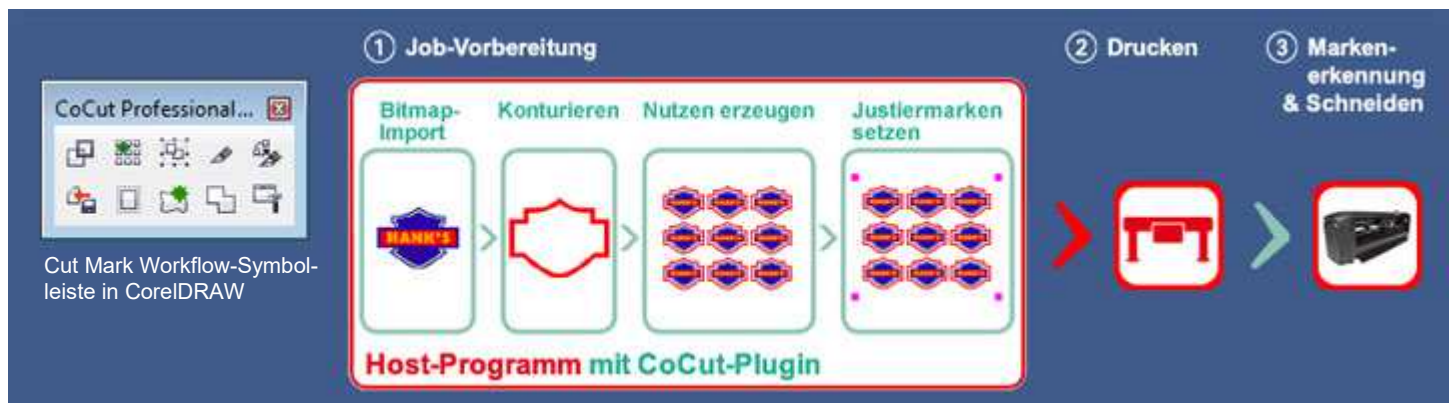 CoCut Professional...
Cut Mark Workflow-Symbol-
leiste in CorelDRAW
① Job-Vorbereitung
Bitmap-
Import
Konturieren
Nutzen erzeugen
Justiermarken
setzen
HANK'S
Host-Programm mit CoCut-Plugin
② Drucken
③ Marken-
erkennung
& Schneiden